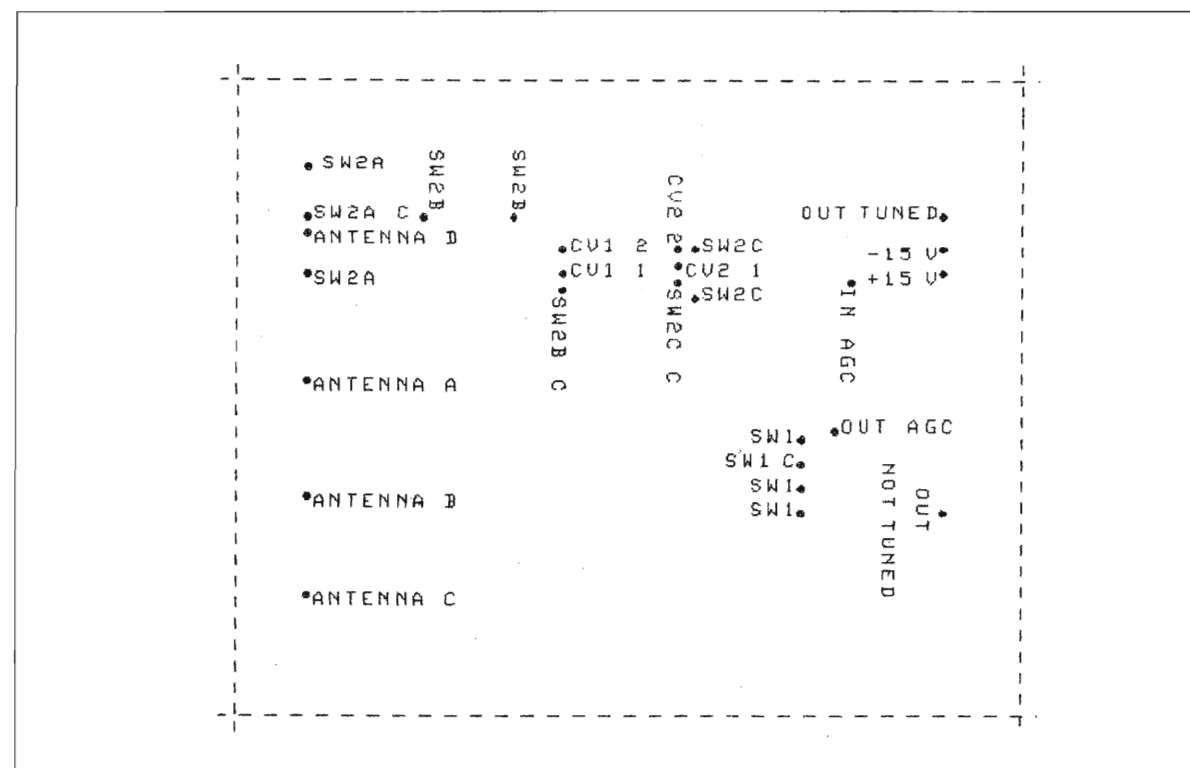 SW2A
SW2B
SW2B
CV2 2
SW2A C
OUT TUNED
ANTENNA D
CV1 2
SW2C
-15 V
SW2A
CV1 1
CV2 1
+15 V
SW2C
IN AGC
SW2B C
SW2C C
ANTENNA A
OUT AGC
SW1
SW1 C
SW1
SW1
NOT TUNED
OUT
ANTENNA B
ANTENNA C